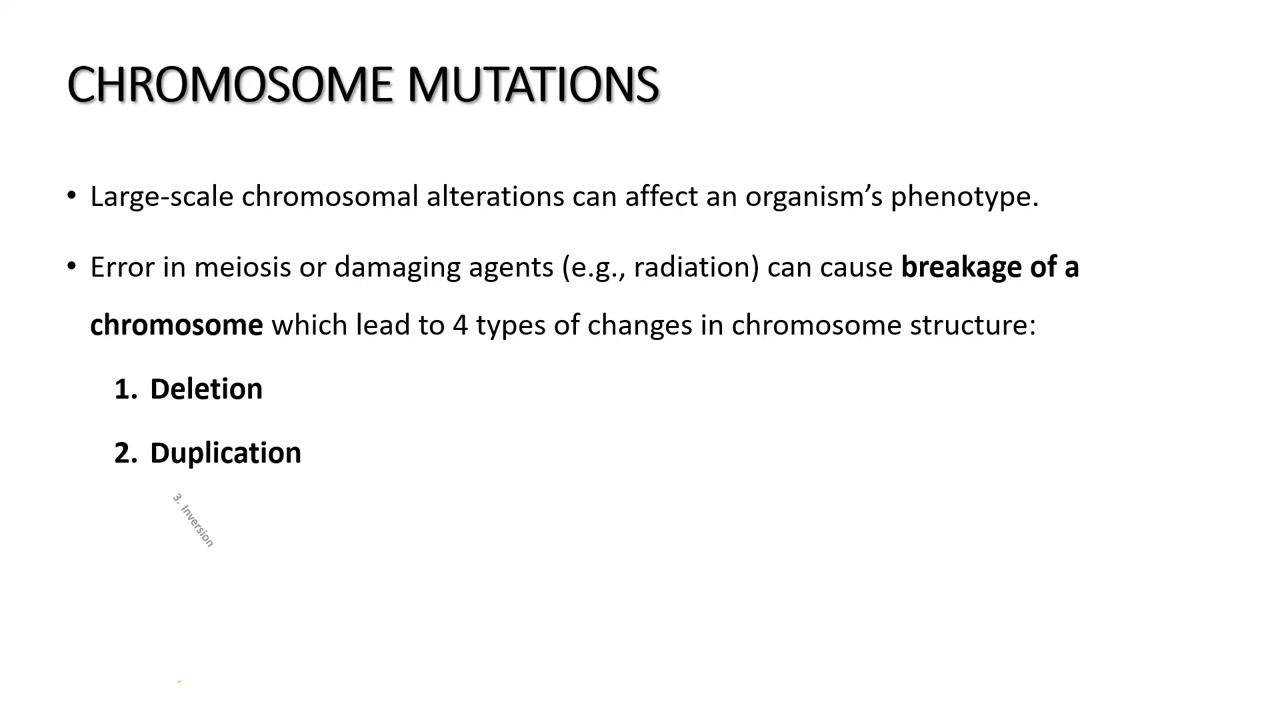 CHROMOSOME MUTATIONS
• Large-scale chromosomal alterations can affect an organism’s phenotype.
• Error in meiosis or damaging agents (e.g., radiation) can cause breakage of a
chromosome which lead to 4 types of changes in chromosome structure:
1. Deletion
2. Duplication
3. Inversion